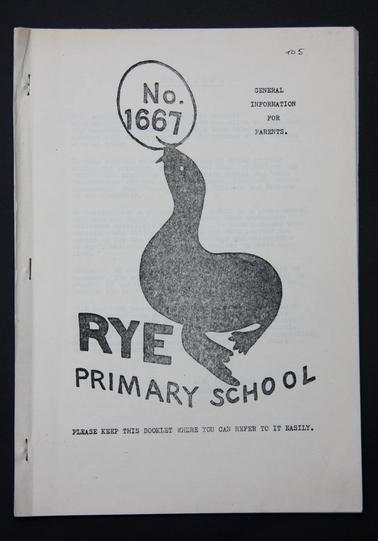 105
No.
1667
GENERAL
INFORMATION
FOR
PARENTS.
RYE
PRIMARY SCHOOL
PLEASE KEEP THIS BOOKLET WHERE YOU CAN REFER TO IT EASILY.